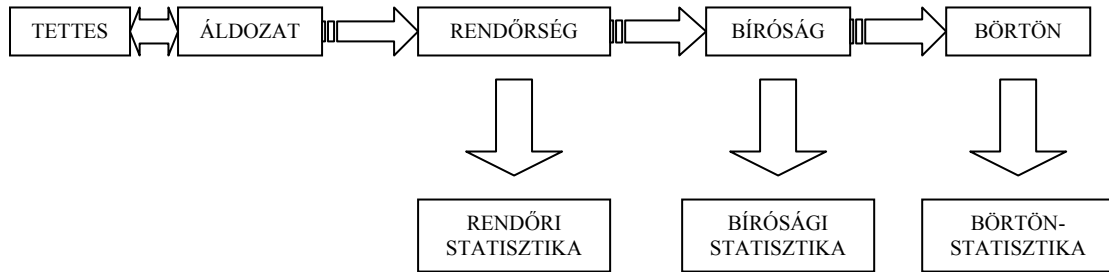 TETTES
ÁLDOZAT
RENDŐRSÉG
BÍRÓSÁG
BÖRTÖN
RENDŐRI
STATISZTIKA
BÍRÓSÁGI
STATISZTIKA
BÖRTÖN-
STATISZTIKA